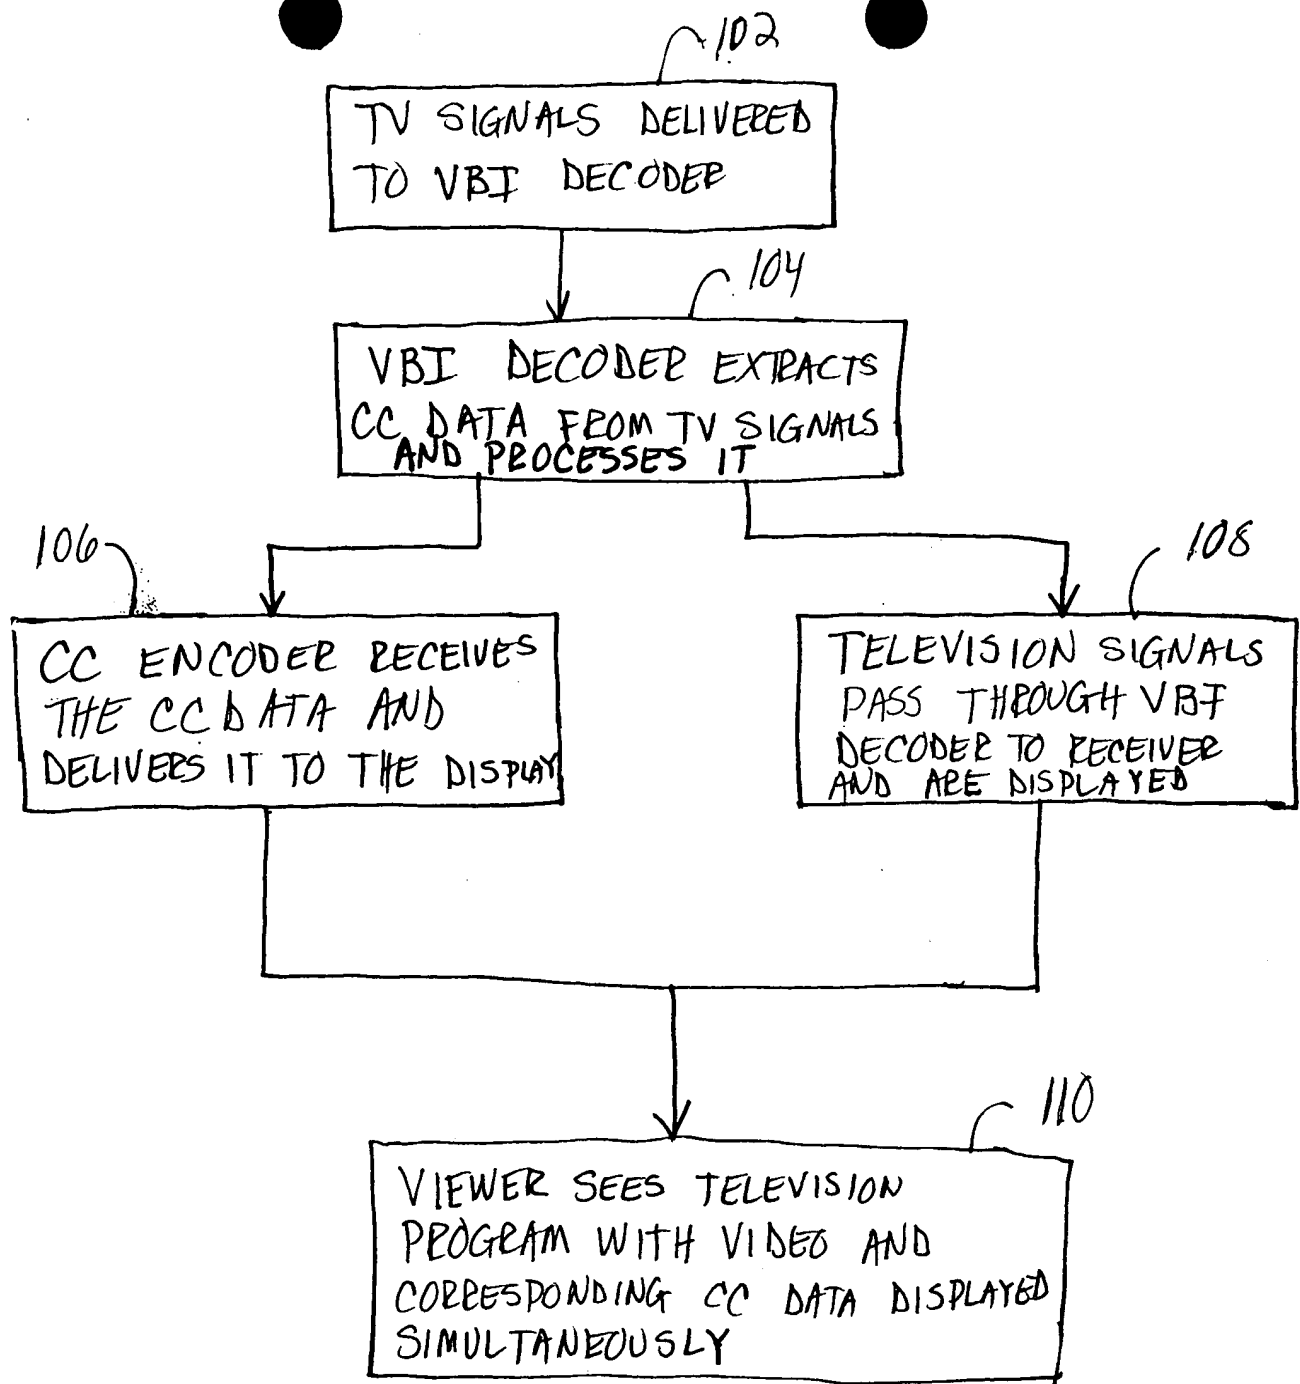 102
TV SIGNALS DELIVERED
TO VBI DECODER
104
VBI DECODER EXTRACTS
CC DATA FROM TV SIGNALS
AND PROCESSES IT
106
CC ENCODER RECEIVES
THE CC DATA AND
DELIVERS IT TO THE DISPLAY
108
TELEVISION SIGNALS
PASS THROUGH VBI
DECODER TO RECEIVER
AND ARE DISPLAYED
110
VIEWER SEES TELEVISION
PROGRAM WITH VIDEO AND
CORRESPONDING CC DATA DISPLAYED
SIMULTANEOUSLY